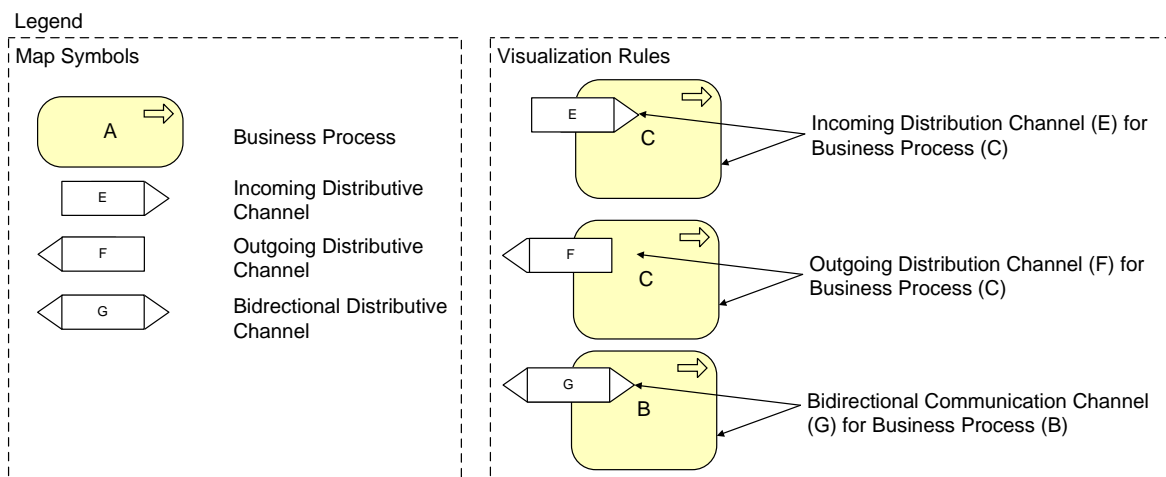 Legend
Map Symbols
A
Business Process
E
Incoming Distributive
Channel
F
Outgoing Distributive
Channel
G
Bidrectional Distributive
Channel
Visualization Rules
E
C
Incoming Distribution Channel (E) for
Business Process (C)
F
C
Outgoing Distribution Channel (F) for
Business Process (C)
G
B
Bidirectional Communication Channel
(G) for Business Process (B)